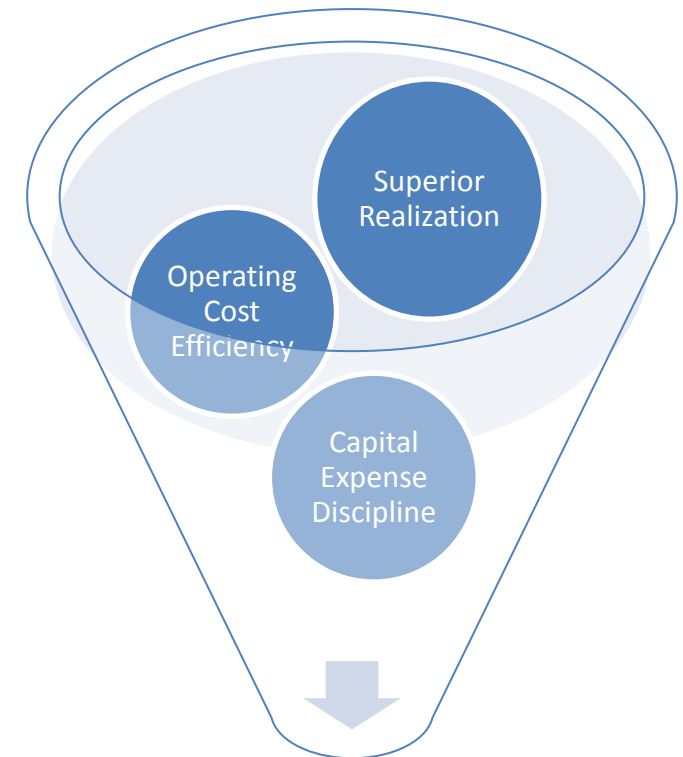 Superior
Realization
Operating
Cost
Efficiency
Capital
Expense
Discipline